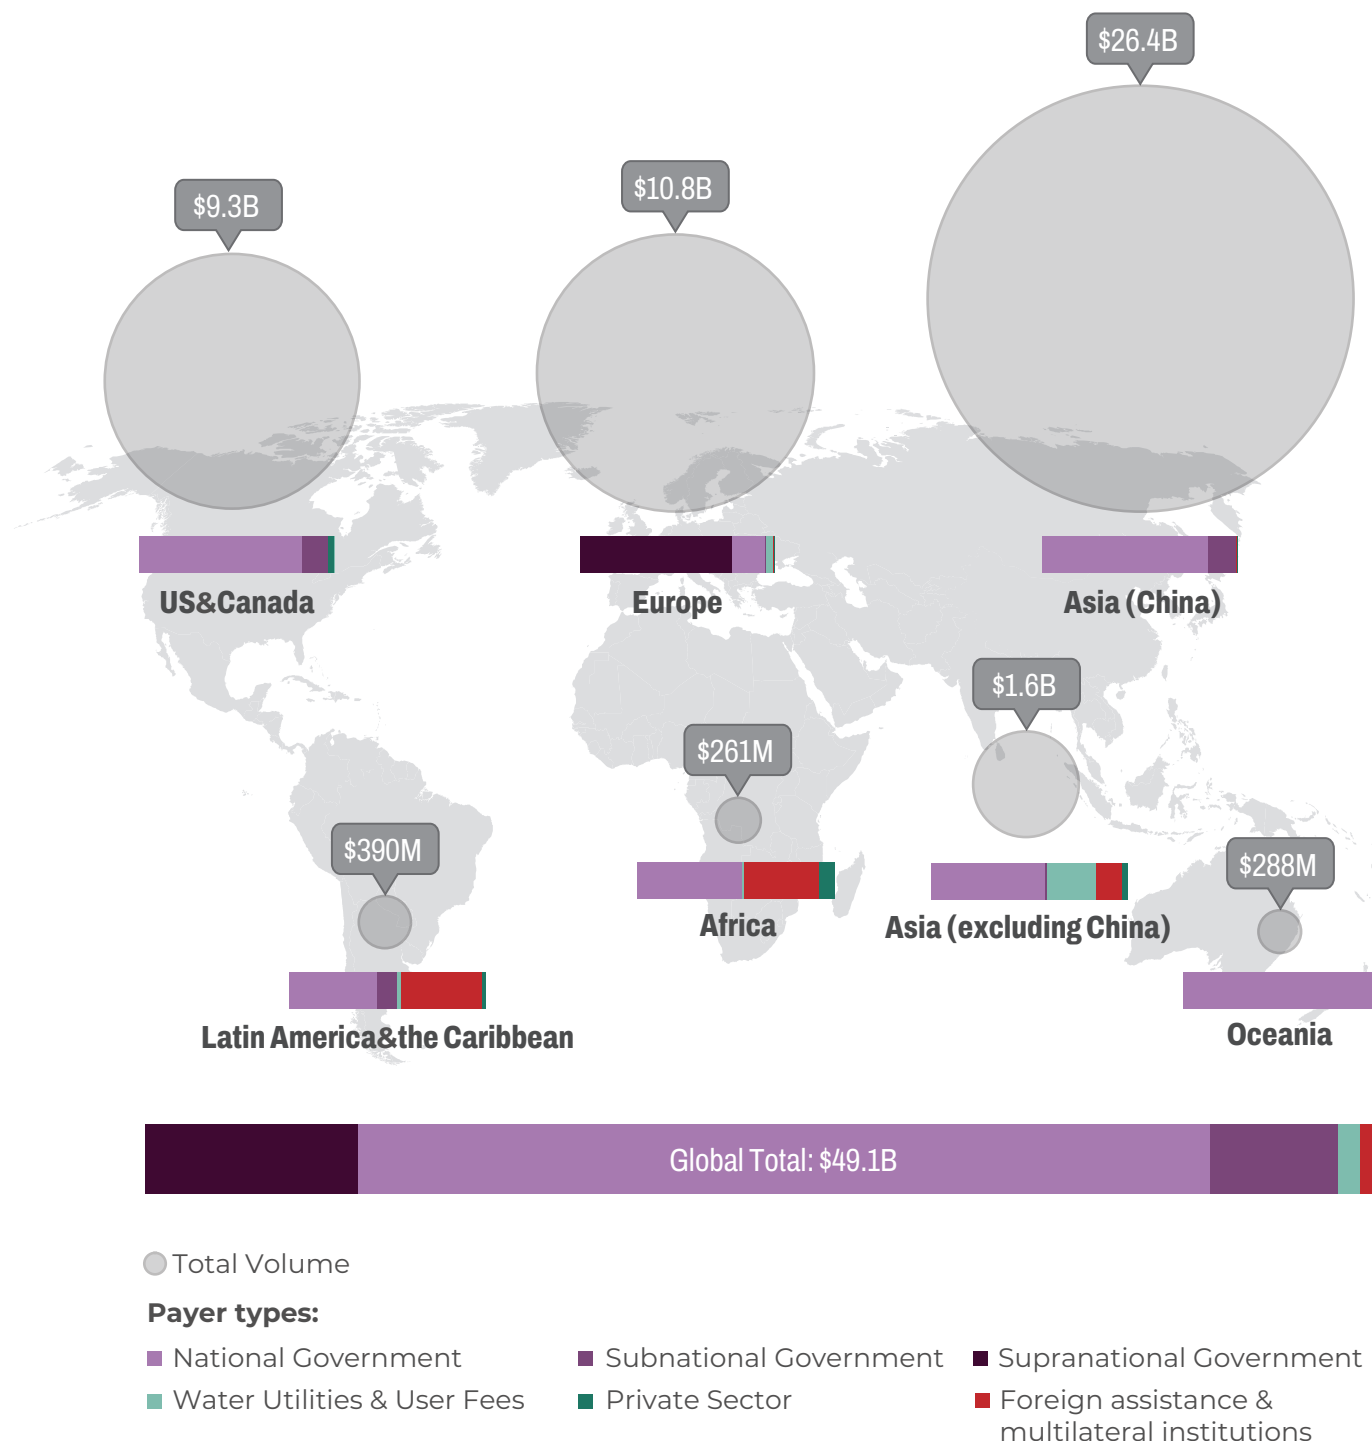 $26.4B
$10.8B
$9.3B
US&Canada
Europe
Asia (China)
$1.6B
$261M
$390M
$288M
Africa
Asia (excluding China)
Latin America&the Caribbean
Oceania
Global Total: $49.1B
Total Volume
Payer types:
National Government
Subnational Government
Supranational Government
Water Utilities & User Fees
Private Sector
Foreign assistance &
multilateral institutions